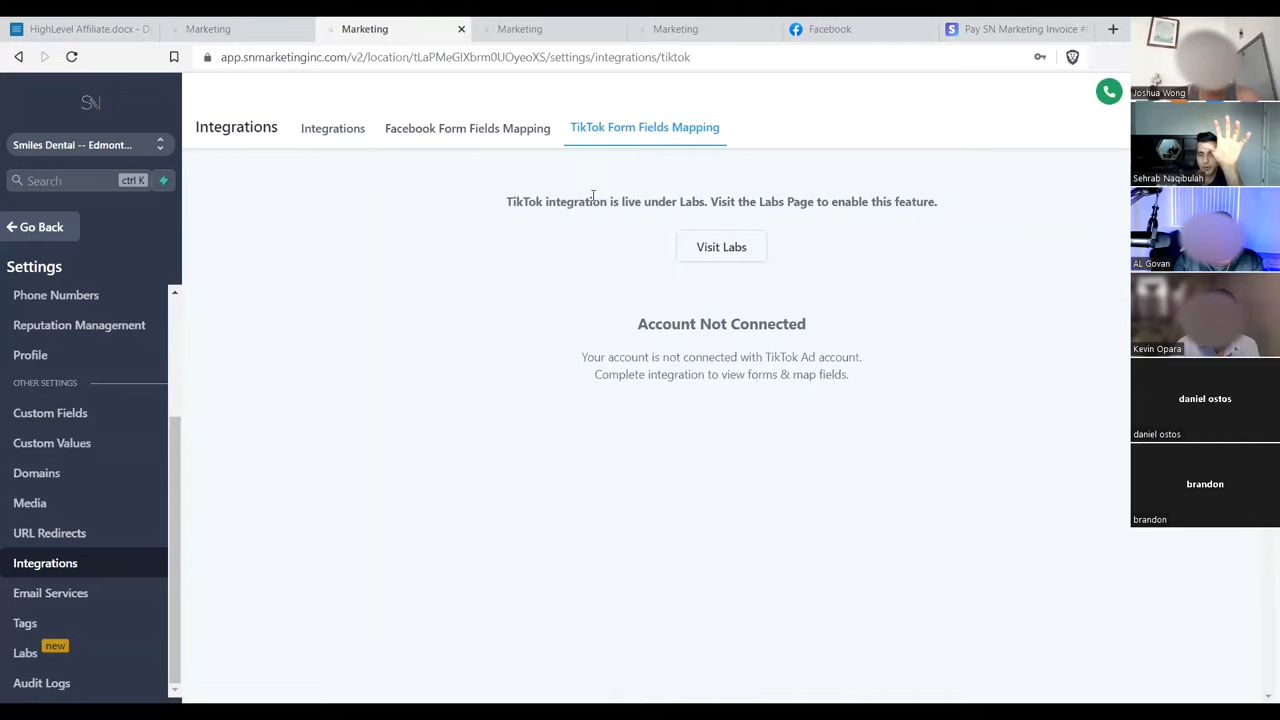 HighLevel Affiliate.docx - D
Marketing
Marketing
Marketing
Marketing
Facebook
Pay SN Marketing Invoice #
app.snmarketinginc.com/v2/location/tLaPMeGlXbrm0UOyeoXS/settings/integrations/tiktok
SN
Smiles Dental -- Edmont...
Search
ctrl K
Go Back
Settings
Phone Numbers
Reputation Management
Profile
OTHER SETTINGS
Custom Fields
Custom Values
Domains
Media
URL Redirects
Integrations
Email Services
Tags
Labs
new
Audit Logs
Integrations
Integrations
Facebook Form Fields Mapping
TikTok Form Fields Mapping
TikTok integration is live under Labs. Visit the Labs Page to enable this feature.
Visit Labs
Account Not Connected
Your account is not connected with TikTok Ad account.
Complete integration to view forms & map fields.
Joshua Wong
Sehrab Naqibulah
AL Govan
Kevin Opara
daniel ostos
daniel ostos
brandon
brandon